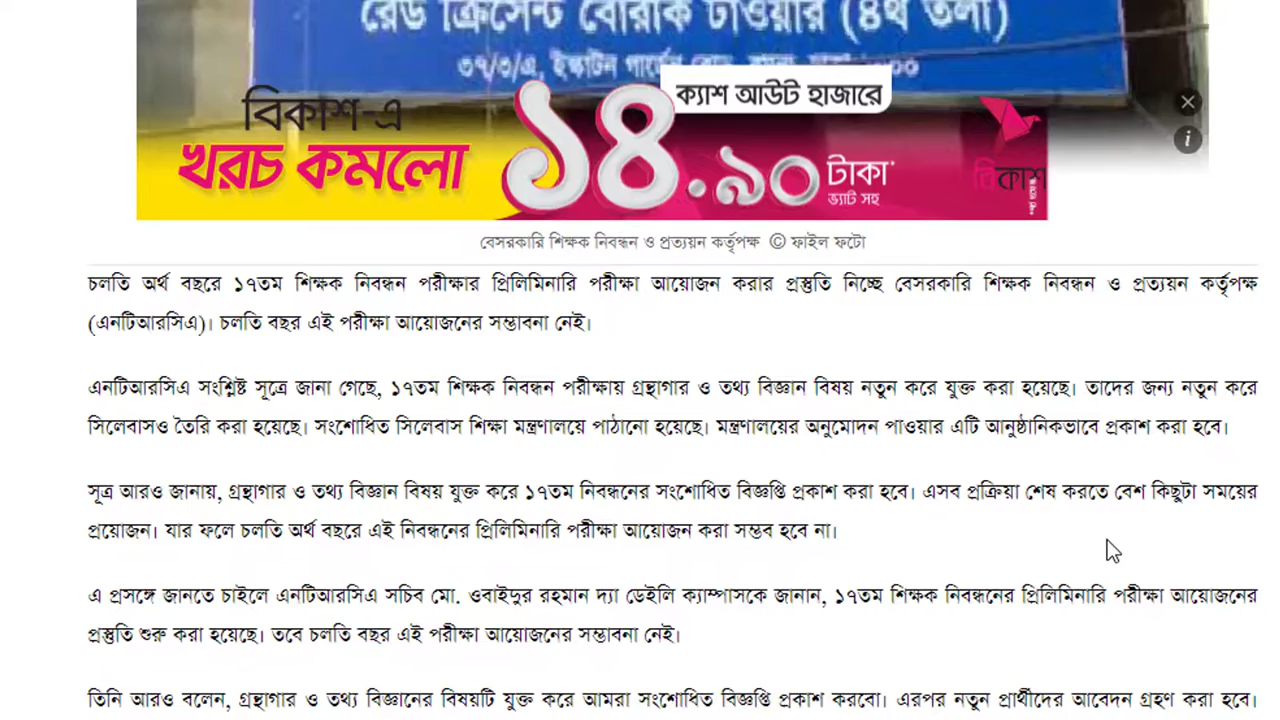 রেড ক্রিসেন্ট বোরাক টাওয়ার (৪র্থ তলা)
৩৭/৩/এ, ইস্কাটন গার্ডেন রোড,
বিকাশ-এ
খরচ কমলো
১৪.৯০
ক্যাশ আউট হাজারে
টাকা
ভ্যাট সহ
বিকাশ
বেসরকারি শিক্ষক নিবন্ধন ও প্রত্যয়ন কর্তৃপক্ষ © ফাইল ফটো
চলতি অর্থ বছরে ১৭তম শিক্ষক নিবন্ধন পরীক্ষার প্রিলিমিনারি পরীক্ষা আয়োজন করার প্রস্তুতি নিচ্ছে বেসরকারি শিক্ষক নিবন্ধন ও প্রত্যয়ন কর্তৃপক্ষ
(এনটিআরসিএ)। চলতি বছর এই পরীক্ষা আয়োজনের সম্ভাবনা নেই।
এনটিআরসিএ সংশ্লিষ্ট সূত্রে জানা গেছে, ১৭তম শিক্ষক নিবন্ধন পরীক্ষায় গ্রন্থাগার ও তথ্য বিজ্ঞান বিষয় নতুন করে যুক্ত করা হয়েছে। তাদের জন্য নতুন করে
সিলেবাসও তৈরি করা হয়েছে। সংশোধিত সিলেবাস শিক্ষা মন্ত্রণালয়ে পাঠানো হয়েছে। মন্ত্রণালয়ের অনুমোদন পাওয়ার এটি আনুষ্ঠানিকভাবে প্রকাশ করা হবে।
সূত্র আরও জানায়, গ্রন্থাগার ও তথ্য বিজ্ঞান বিষয় যুক্ত করে ১৭তম নিবন্ধনের সংশোধিত বিজ্ঞপ্তি প্রকাশ করা হবে। এসব প্রক্রিয়া শেষ করতে বেশ কিছুটা সময়ের
প্রয়োজন। যার ফলে চলতি অর্থ বছরে এই নিবন্ধনের প্রিলিমিনারি পরীক্ষা আয়োজন করা সম্ভব হবে না।
এ প্রসঙ্গে জানতে চাইলে এনটিআরসিএ সচিব মো. ওবাইদুর রহমান দ্যা ডেইলি ক্যাম্পাসকে জানান, ১৭তম শিক্ষক নিবন্ধনের প্রিলিমিনারি পরীক্ষা আয়োজনের
প্রস্তুতি শুরু করা হয়েছে। তবে চলতি বছর এই পরীক্ষা আয়োজনের সম্ভাবনা নেই।
তিনি আরও বলেন, গ্রন্থাগার ও তথ্য বিজ্ঞানের বিষয়টি যুক্ত করে আমরা সংশোধিত বিজ্ঞপ্তি প্রকাশ করবো। এরপর নতুন প্রার্থীদের আবেদন গ্রহণ করা হবে।